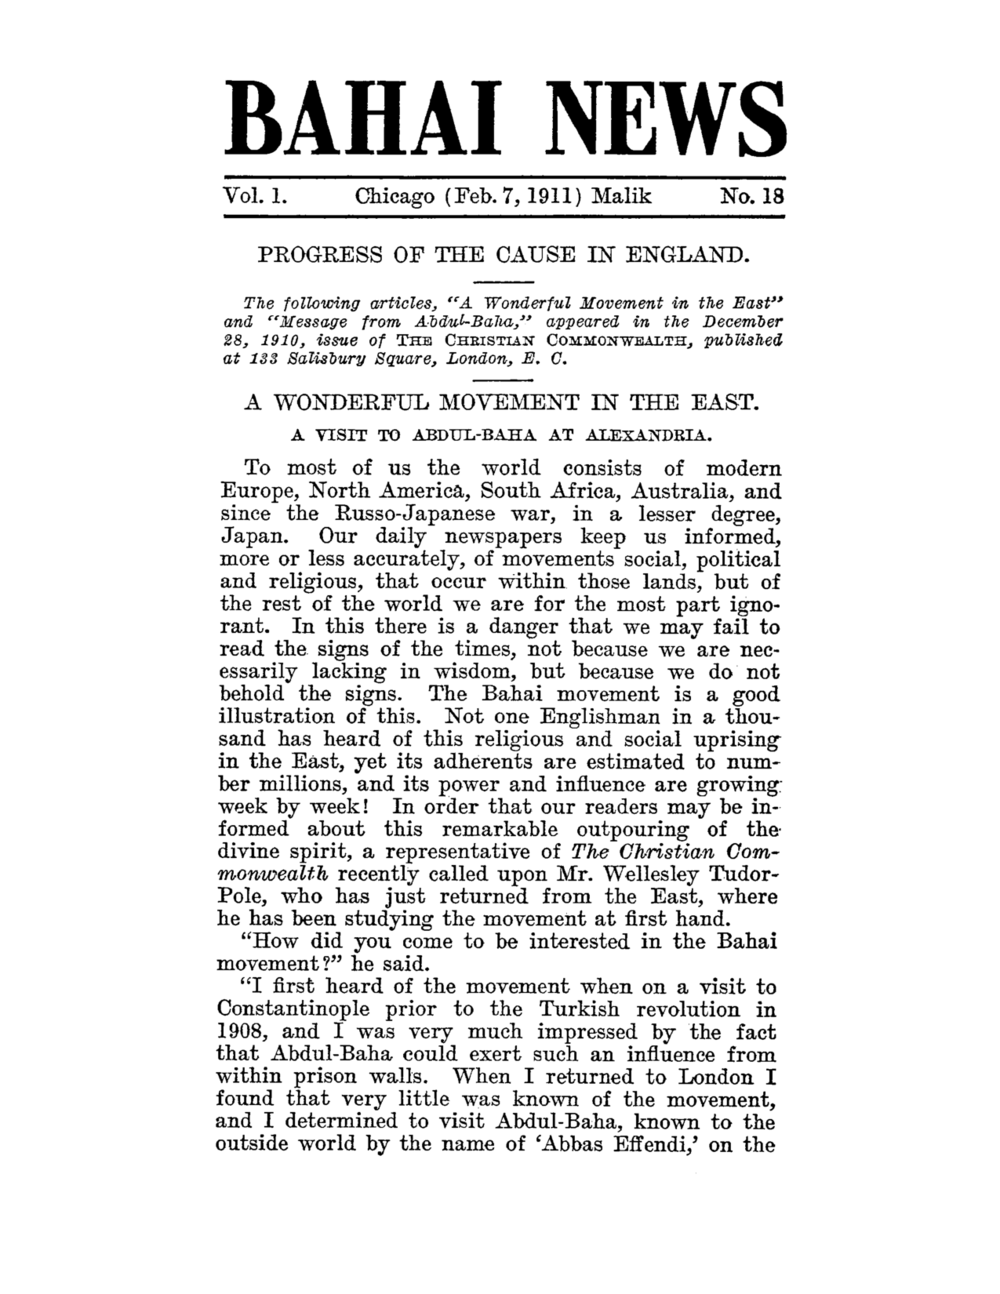 BAHAI NEWS
Vol. 1. Chicago (Feb. 7, 1911) Malik No. 18
PROGRESS OF THE CAUSE IN ENGLAND.
The following articles, “A Wonderful Movement in the East”
and “Message from Abdul-Baha,” appeared in the December
28, 1910, issue of THE CHRISTIAN COMMONWEALTH, published
at 133 Salisbury Square, London, E. C.
A WONDERFUL MOVEMENT IN THE EAST.
A VISIT TO ABDUL-BAHA AT ALEXANDRIA.
To most of us the world consists of modern
Europe, North America, South Africa, Australia, and
since the Russo-Japanese war, in a lesser degree,
Japan. Our daily newspapers keep us informed,
more or less accurately, of movements social, political
and religious, that occur within those lands, but of
the rest of the world we are for the most part igno-
rant. In this there is a danger that we may fail to
read the signs of the times, not because we are nec-
essarily lacking in wisdom, but because we do not
behold the signs. The Bahai movement is a good
illustration of this. Not one Englishman in a thou-
sand has heard of this religious and social uprising
in the East, yet its adherents are estimated to num-
ber millions, and its power and influence are growing
week by week! In order that our readers may be in-
formed about this remarkable outpouring of the
divine spirit, a representative of The Christian Com-
monwealth recently called upon Mr. Wellesley Tudor-
Pole, who has just returned from the East, where
he has been studying the movement at first hand.
“How did you come to be interested in the Bahai
movement?” he said.
“I first heard of the movement when on a visit to
Constantinople prior to the Turkish revolution in
1908, and I was very much impressed by the fact
that Abdul-Baha could exert such an influence from
within prison walls. When I returned to London I
found that very little was known of the movement,
and I determined to visit Abdul-Baha, known to the
outside world by the name of ‘Abbas Effendi,’ on the